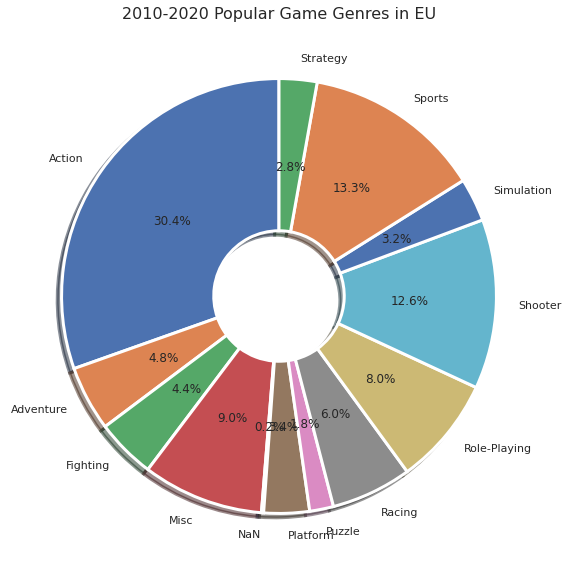 2010-2020 Popular Game Genres in EU
Strategy
Sports
Action
2.8%
13.3%
Simulation
30.4%
3.2%
Shooter
12.6%
4.8%
8.0%
4.4%
Adventure
9.0%
0.2%
3.4%
1.8%
6.0%
Role-Playing
Fighting
Misc
NaN
Platform
Puzzle
Racing